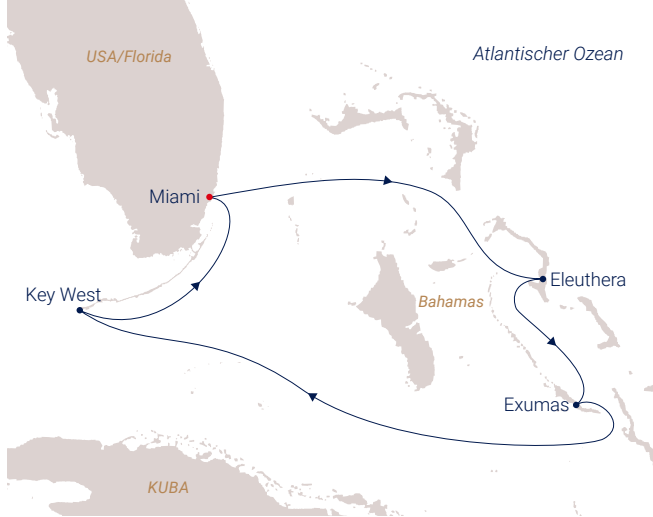 Atlantischer Ozean
USA/Florida
Miami
Eleuthera
Key West
Bahamas
Exumas
KUBA